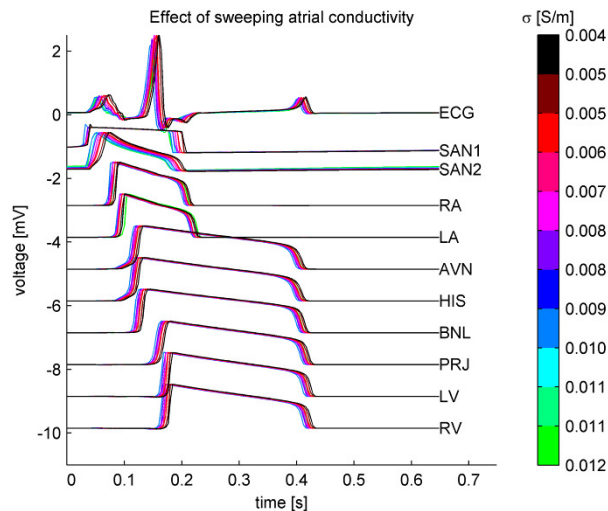 Effect of sweeping atrial conductivity
σ [S/m]
voltage [mV]
2
0
-2
-4
-6
-8
-10
ECG
SAN1
SAN2
RA
LA
AVN
HIS
BNL
PRJ
LV
RV
0
0.1
0.2
0.3
0.4
0.5
0.6
0.7
time [s]
0.004
0.005
0.005
0.006
0.007
0.008
0.008
0.009
0.010
0.011
0.011
0.012